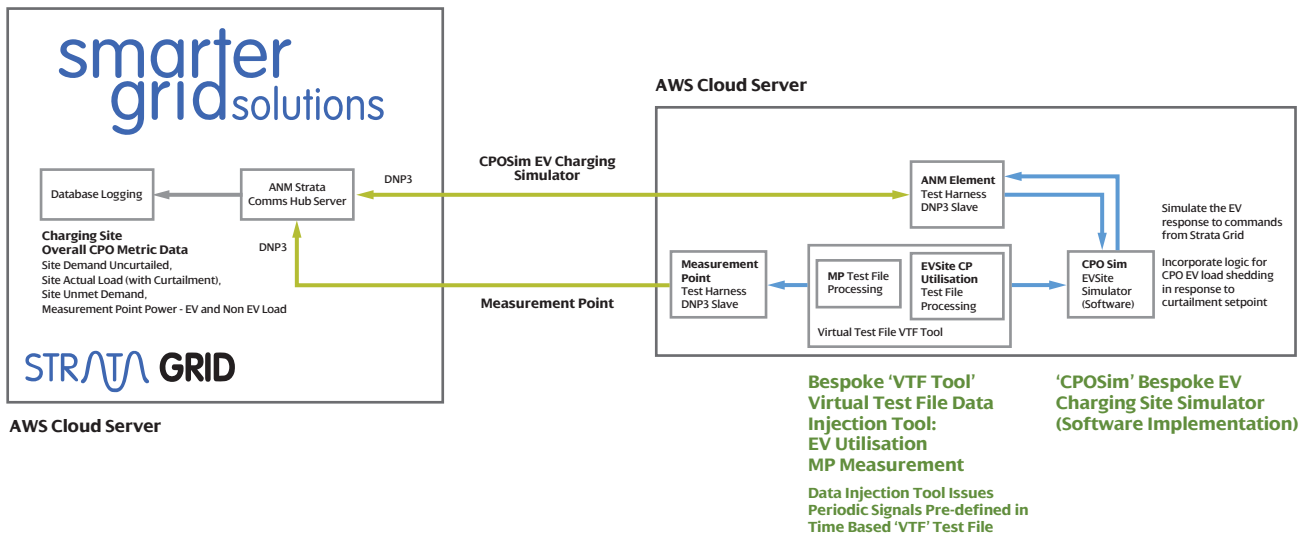 smarter
grid solutions
Database Logging
ANM Strata
Comms Hub Server
DNP3
DNP3
Charging Site
Overall CPO Metric Data
Site Demand Uncurtailed,
Site Actual Load (with Curtailment),
Site Unmet Demand,
Measurement Point Power - EV and Non EV Load
STRATA GRID
AWS Cloud Server
CPOSim EV Charging
Simulator
Measurement Point
AWS Cloud Server
ANM Element
Test Harness
DNP3 Slave
Measurement
Point
Test Harness
DNP3 Slave
MP Test File
Processing
EVSite CP
Utilisation
Test File
Processing
Virtual Test File VTF Tool
CPO Sim
EVSite
Simulator
(Software)
Simulate the EV
response to commands
from Strata Grid
Incorporate logic for
CPO EV load shedding
in response to
curtailment setpoint
Bespoke ‘VTF Tool’
Virtual Test File Data
Injection Tool:
EV Utilisation
MP Measurement
Data Injection Tool Issues
Periodic Signals Pre-defined in
Time Based ‘VTF’ Test File
‘CPOSim’ Bespoke EV
Charging Site Simulator
(Software Implementation)